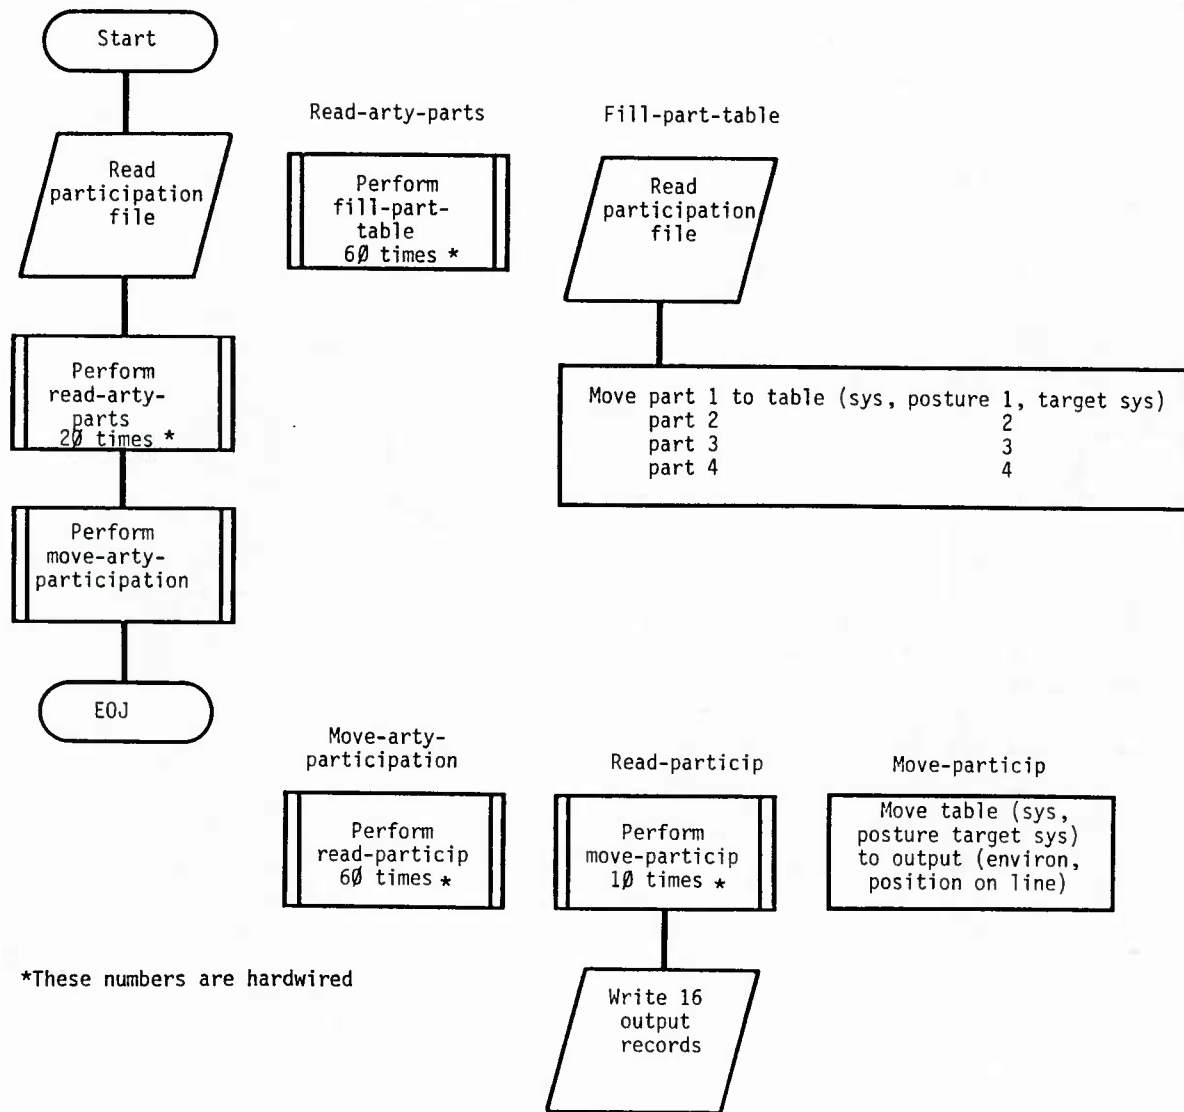 Start
Read
participation
file
Perform
read-arty-
parts
2Ø times *
Perform
move-arty-
participation
EOJ
Read-arty-parts
Perform
fill-part-
table
6Ø times *
Fill-part-table
Read
participation
file
Move part 1 to table (sys, posture 1, target sys)
part 2 2
part 3 3
part 4 4
Move-arty-
participation
Perform
read-particip
6Ø times *
Read-particip
Perform
move-particip
1Ø times *
Write 16
output
records
Move-particip
Move table (sys,
posture target sys)
to output (environ,
position on line)
*These numbers are hardwired